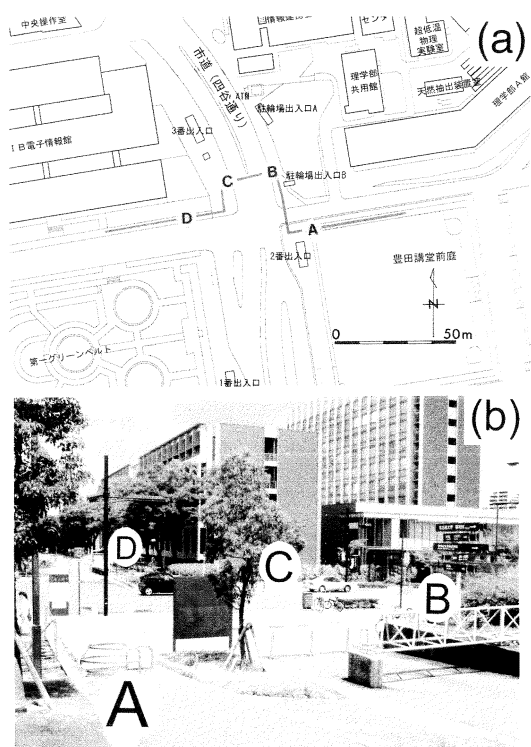 中央操作室
センタ
(a)
超低温
物理
実験室
市道(四谷通り)
ATM
理学部
共用館
天然抽出装置室
理学部A館
駐輪場出入口A
3番出入口
IB電子情報館
B
駐輪場出入口B
C
D
A
2番出入口
豊田講堂前庭
N
0
50m
第一グリーンベルト
1番出入口
(b)
D
C
B
A